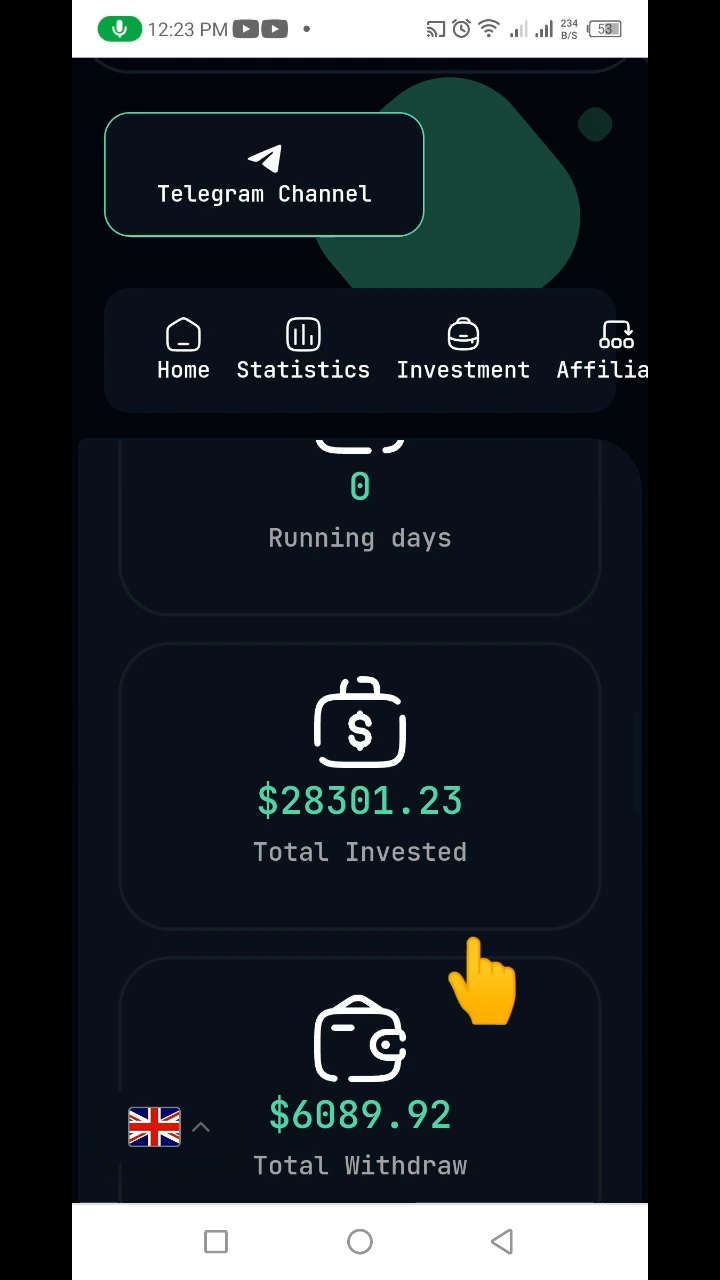 12:23 PM
234
B/S
53
Telegram Channel
Home Statistics Investment Affilia
0
Running days
$28301.23
Total Invested
$6089.92
Total Withdraw